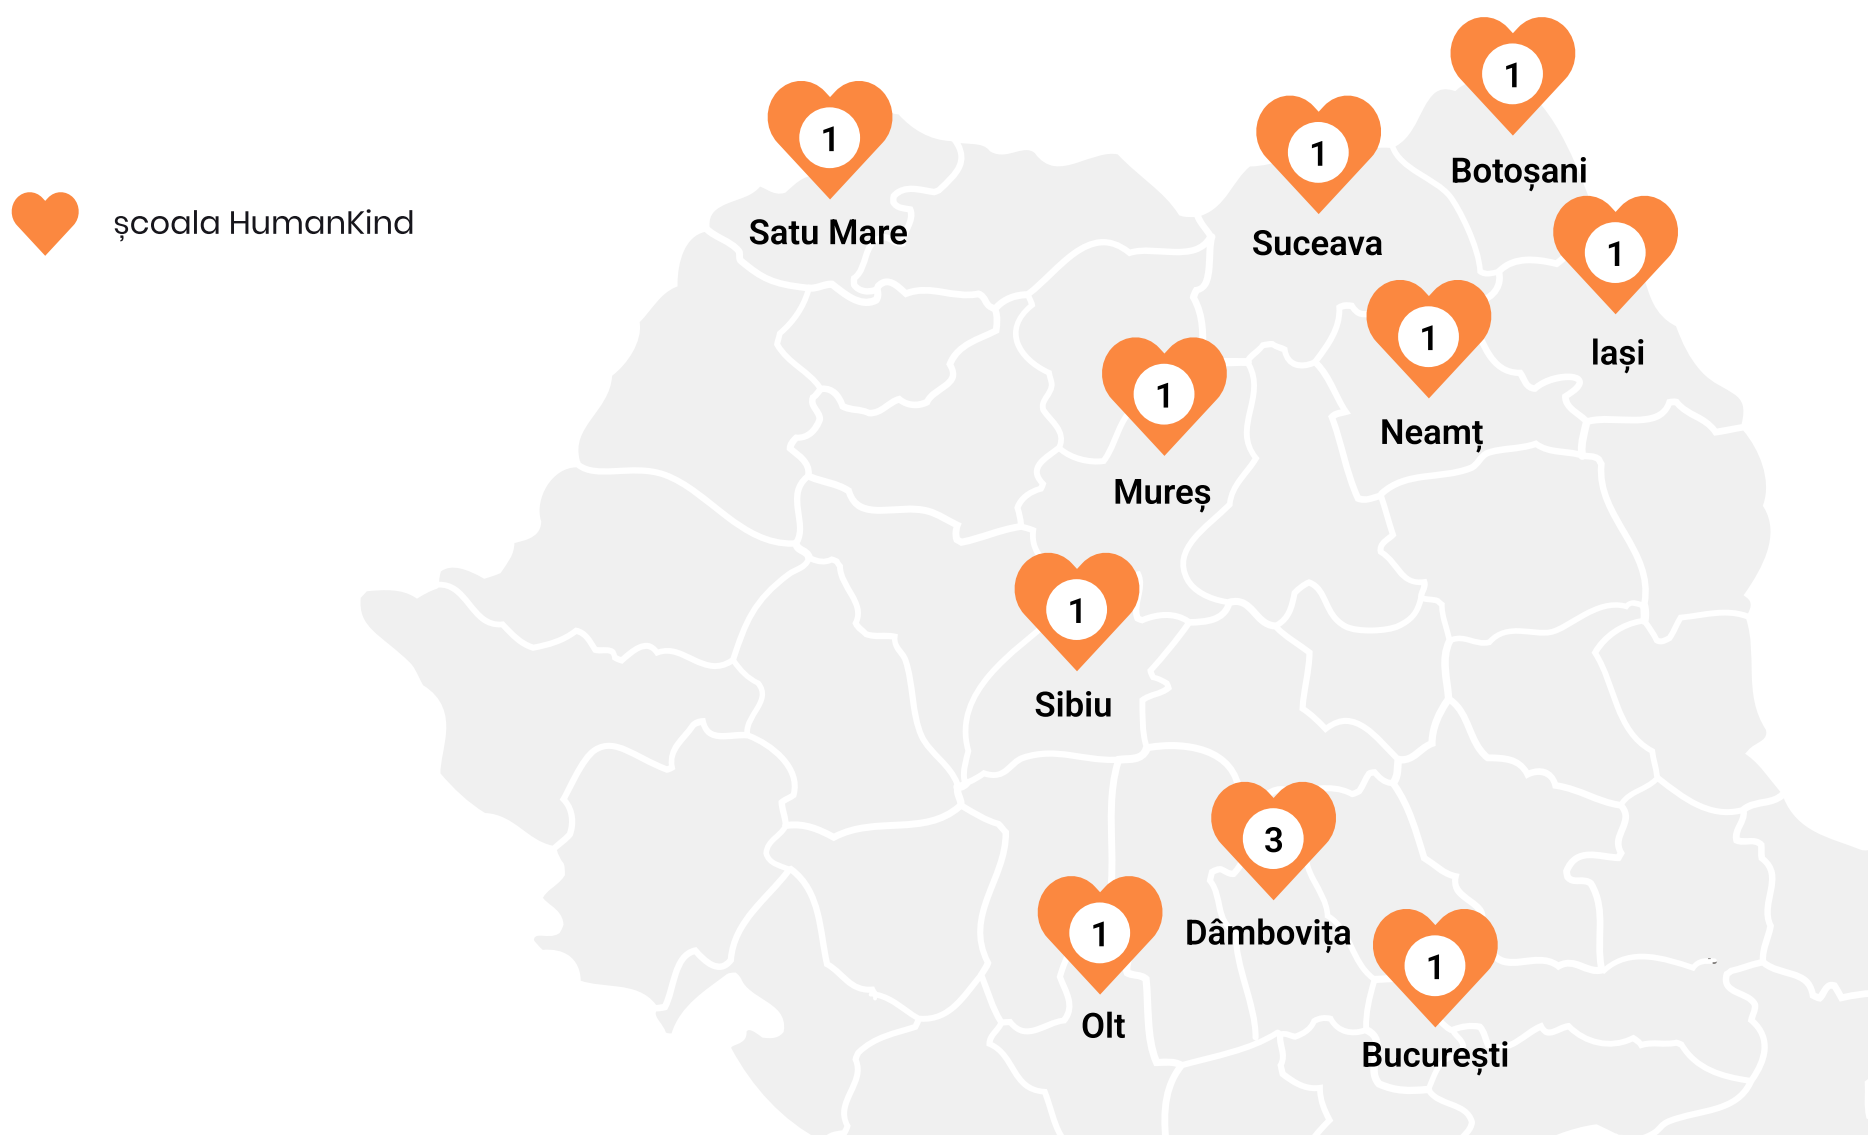 școala HumanKind
1
Botoșani
1
Satu Mare
1
Suceava
1
Iași
1
Neamț
1
Mureș
1
Sibiu
3
Dâmbovița
1
Olt
1
București